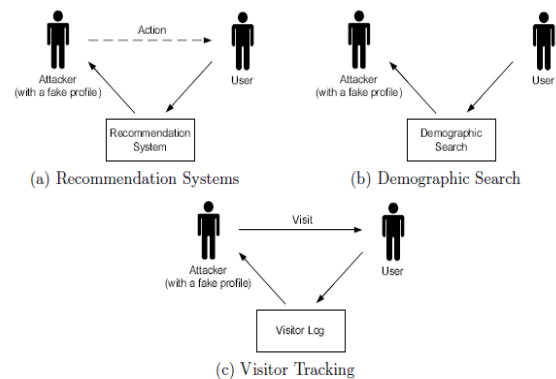 Action
Attacker
(with a fake profile)
User
Recommendation
System
(a) Recommendation Systems
Attacker
(with a fake profile)
User
Demographic
Search
(b) Demographic Search
Visit
Attacker
(with a fake profile)
User
Visitor Log
(c) Visitor Tracking